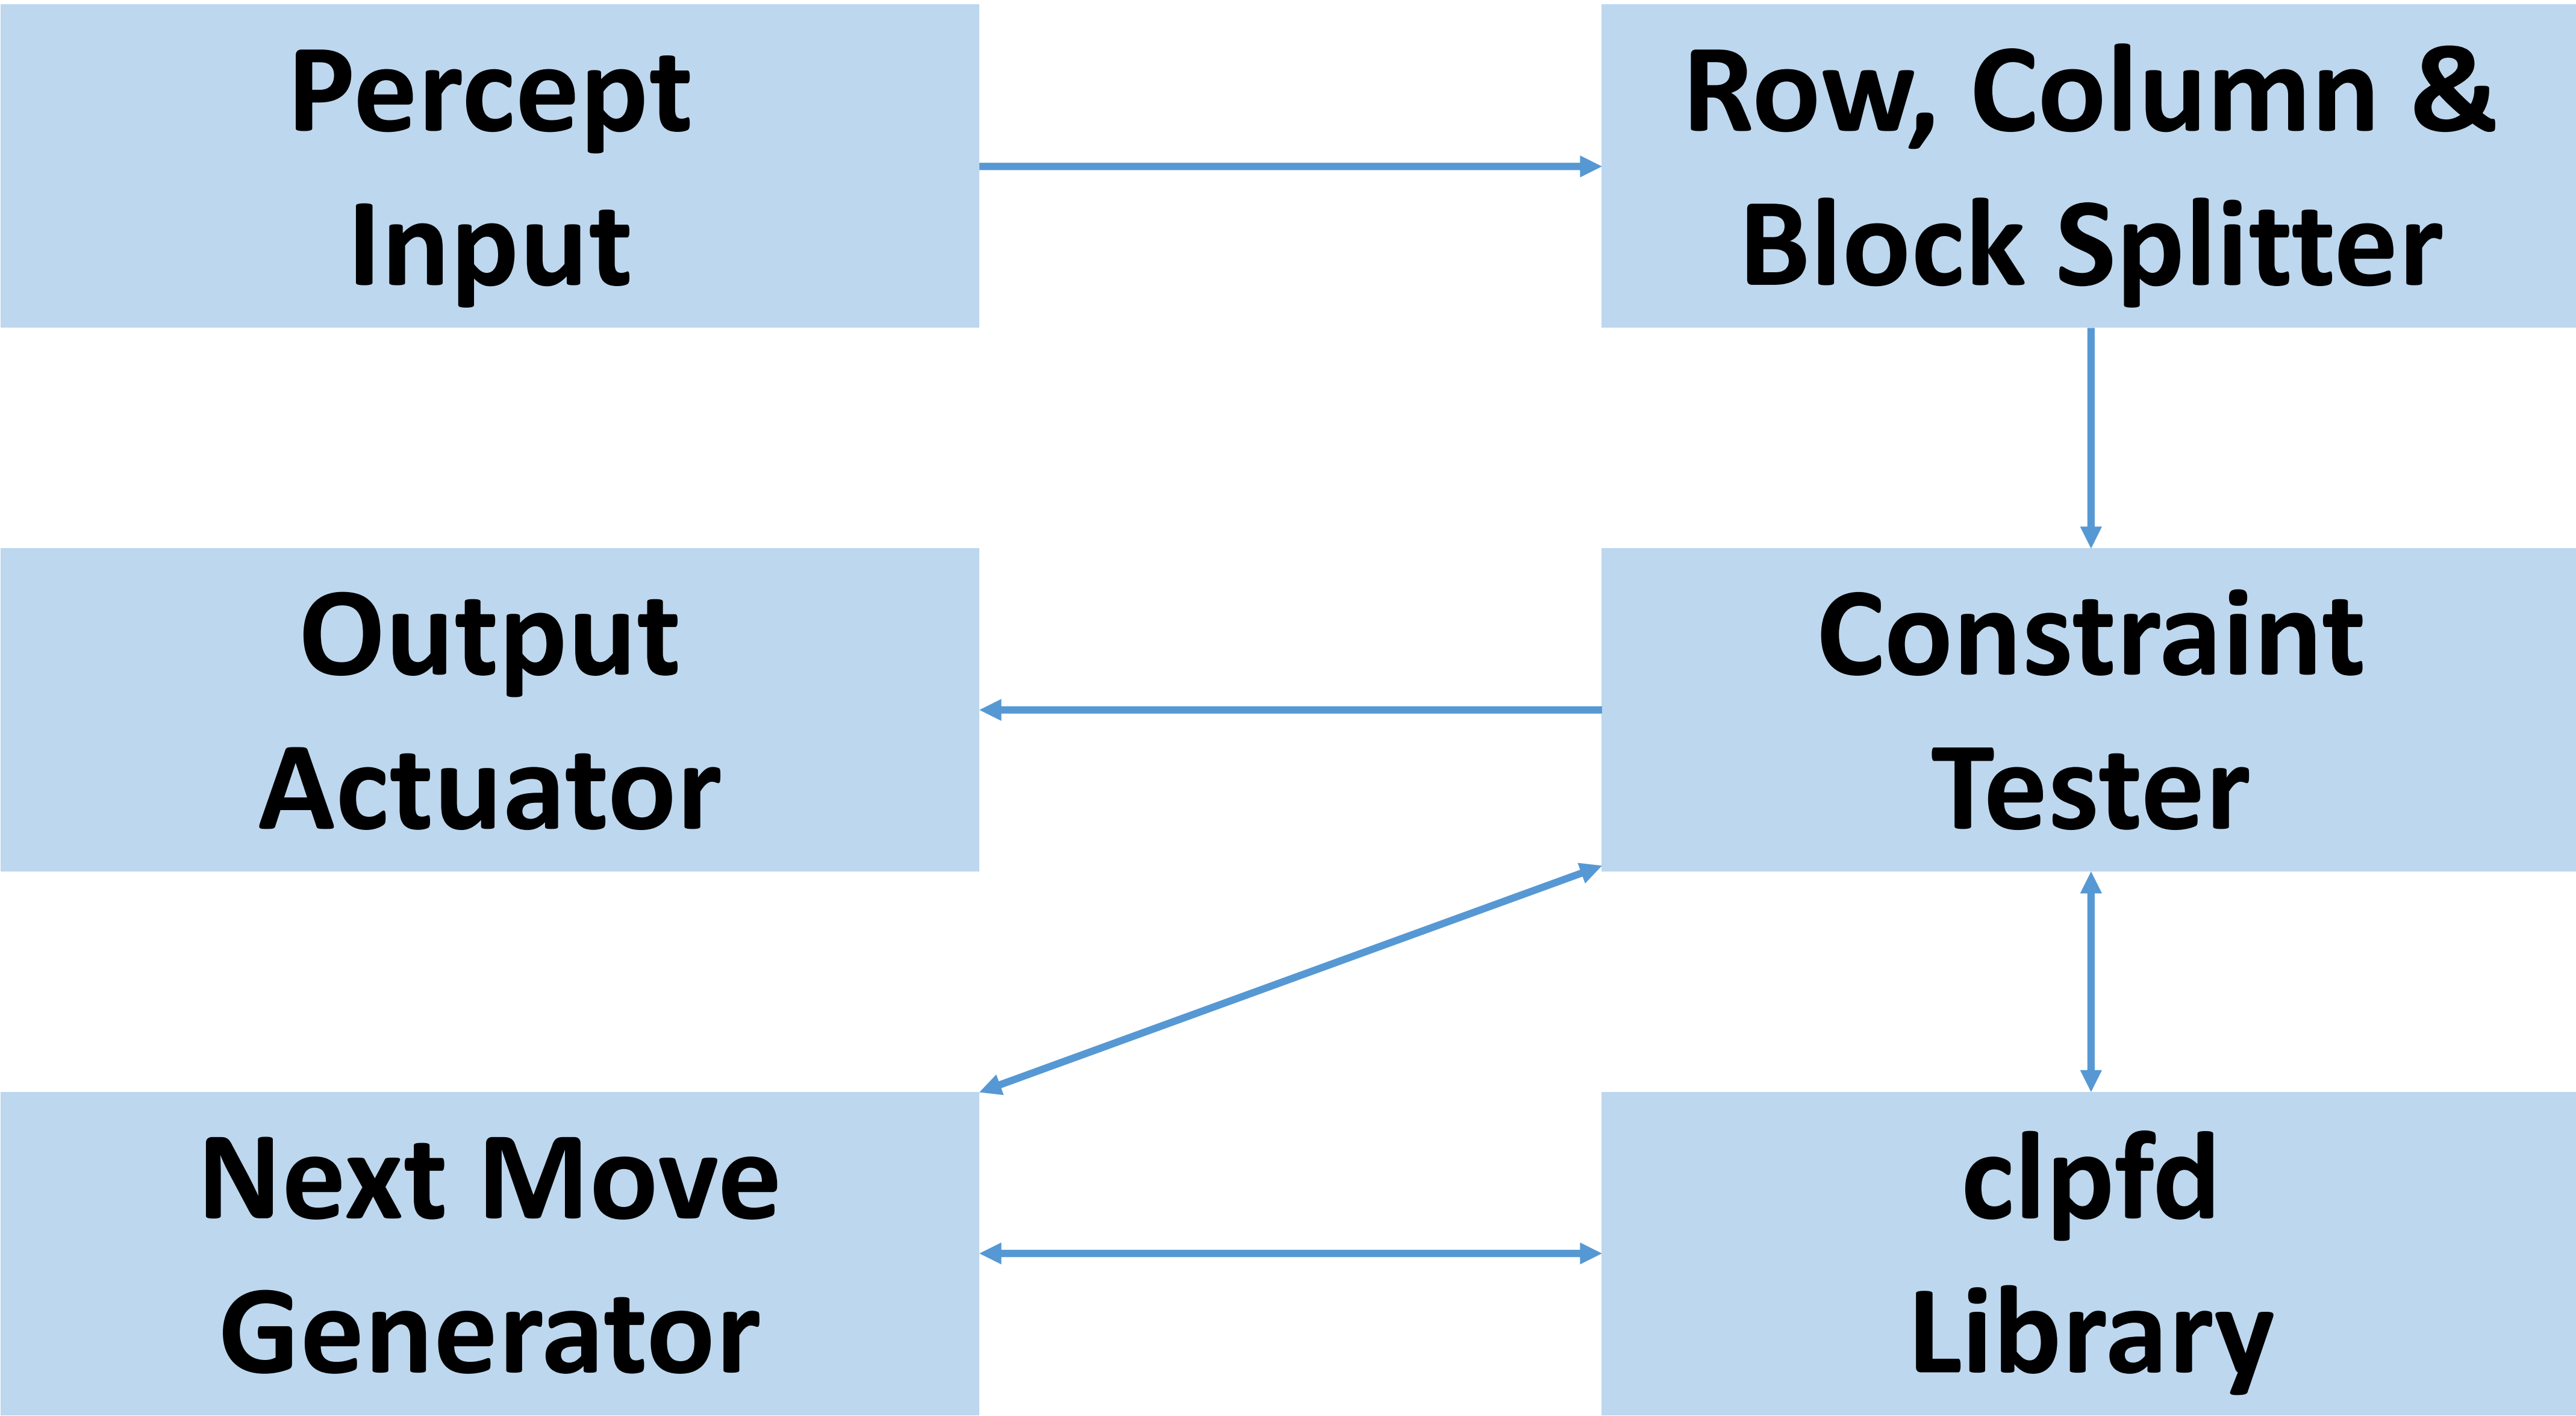 Percept
Input
Row, Column &
Block Splitter
Output
Actuator
Constraint
Tester
Next Move
Generator
clpfd
Library